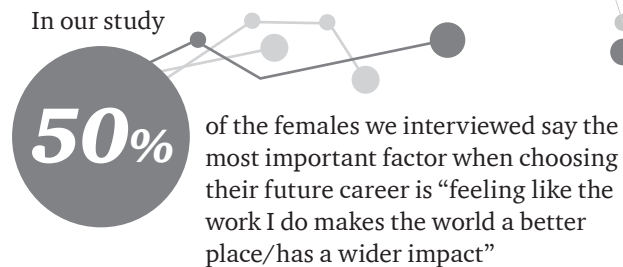 In our study
50%
of the females we interviewed say the
most important factor when choosing
their future career is “feeling like the
work I do makes the world a better
place/has a wider impact”